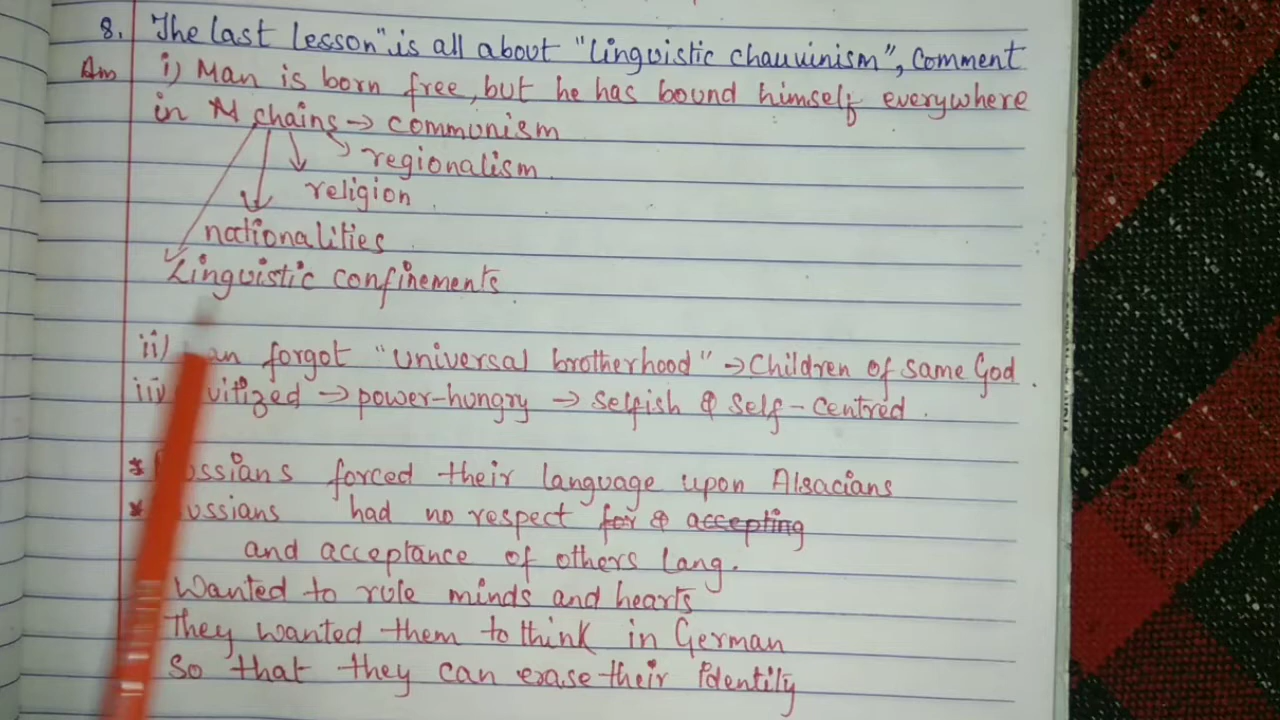 8. The last lesson" is all about "linguistic chauvinism", Comment
Ans i) Man is born free, but he has bound himself everywhere
in chains → communism
regionalism
religion
nationalities
Linguistic confinements
ii) forgot "universal brotherhood" → Children of same God.
iii) → power-hungry → selfish & self-centred.
* forced their language upon Alsacians
* had no respect for & accepting
and acceptance of others lang.
Wanted to rule minds and hearts
They wanted them to think in German
So that they can erase their identity